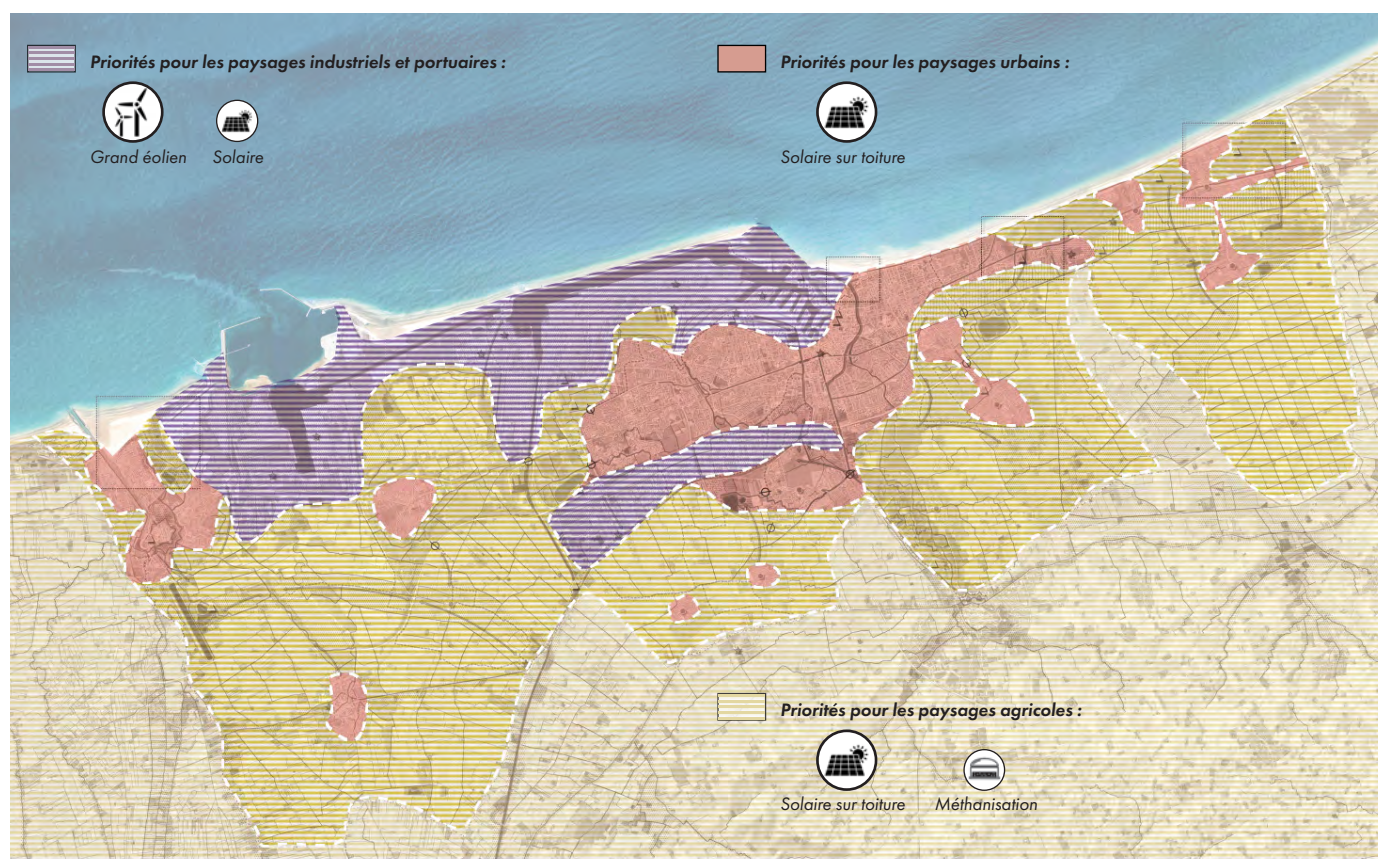 Priorités pour les paysages industriels et portuaires :
Grand éolien
Solaire
Priorités pour les paysages urbains :
Solaire sur toiture
Priorités pour les paysages agricoles :
Solaire sur toiture
Méthanisation